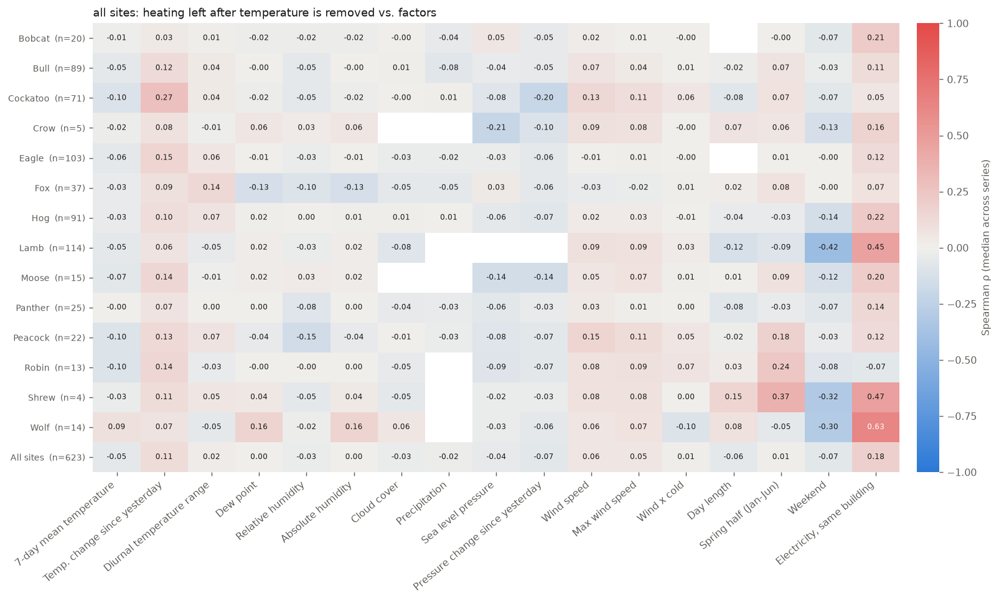 all sites: heating left after temperature is removed vs. factors
Bobcat (n=20) -0.01 0.03 0.01 -0.02 -0.02 -0.02 -0.00 -0.04 0.05 -0.05 0.02 0.01 -0.00 -0.00 -0.07 0.21
Bull (n=89) -0.05 0.12 0.04 -0.00 -0.05 -0.00 0.01 -0.08 -0.04 -0.05 0.07 0.04 0.01 -0.02 0.07 -0.03 0.11
Cockatoo (n=71) -0.10 0.27 0.04 -0.02 -0.05 -0.02 -0.00 0.01 -0.08 -0.20 0.13 0.11 0.06 -0.08 0.07 -0.07 0.05
Crow (n=5) -0.02 0.08 -0.01 0.06 0.03 0.06 -0.21 -0.10 0.09 0.08 -0.00 0.07 0.06 -0.13 0.16
Eagle (n=103) -0.06 0.15 0.06 -0.01 -0.03 -0.01 -0.03 -0.02 -0.03 -0.06 -0.01 0.01 -0.00 0.01 -0.00 0.12
Fox (n=37) -0.03 0.09 0.14 -0.13 -0.10 -0.13 -0.05 -0.05 0.03 -0.06 -0.03 -0.02 0.01 0.02 0.08 -0.00 0.07
Hog (n=91) -0.03 0.10 0.07 0.02 0.00 0.01 0.01 0.01 -0.06 -0.07 0.02 0.03 -0.01 -0.04 -0.03 -0.14 0.22
Lamb (n=114) -0.05 0.06 -0.05 0.02 -0.03 0.02 -0.08 0.09 0.09 0.03 -0.12 -0.09 -0.42 0.45
Moose (n=15) -0.07 0.14 -0.01 0.02 0.03 0.02 -0.14 -0.14 0.05 0.07 0.01 0.01 0.09 -0.12 0.20
Panther (n=25) -0.00 0.07 0.00 0.00 -0.08 0.00 -0.04 -0.03 -0.06 -0.03 0.03 0.01 0.00 -0.08 -0.03 -0.07 0.14
Peacock (n=22) -0.10 0.13 0.07 -0.04 -0.15 -0.04 -0.01 -0.03 -0.08 -0.07 0.15 0.11 0.05 -0.02 0.18 -0.03 0.12
Robin (n=13) -0.10 0.14 -0.03 -0.00 -0.00 0.00 -0.05 -0.09 -0.07 0.08 0.09 0.07 0.03 0.24 -0.08 -0.07
Shrew (n=4) -0.03 0.11 0.05 0.04 -0.05 0.04 -0.05 -0.02 -0.03 0.08 0.08 0.00 0.15 0.37 -0.32 0.47
Wolf (n=14) 0.09 0.07 -0.05 0.16 -0.02 0.16 0.06 -0.03 -0.06 0.06 0.07 -0.10 0.08 -0.05 -0.30 0.63
All sites (n=623) -0.05 0.11 0.02 0.00 -0.03 0.00 -0.03 -0.02 -0.04 -0.07 0.06 0.05 0.01 -0.06 0.01 -0.07 0.18
7-day mean temperature
Temp. change since yesterday
Diurnal temperature range
Dew point
Relative humidity
Absolute humidity
Cloud cover
Precipitation
Sea level pressure
Pressure change since yesterday
Wind speed
Max wind speed
Wind x cold
Day length
Spring half (Jan-Jun)
Weekend
Electricity, same building
1.00
0.75
0.50
0.25
0.00
−0.25
−0.50
−0.75
−1.00
Spearman ρ (median across series)